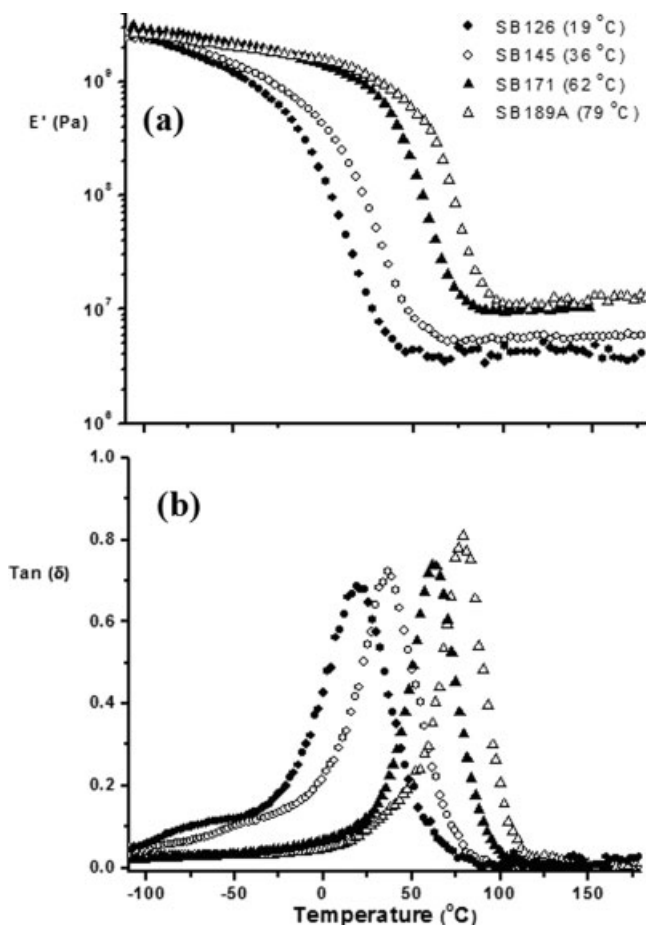 SB126 (19 °C)
SB145 (36 °C)
SB171 (62 °C)
SB189A (79 °C)
10⁹
E' (Pa)
(a)
10⁸
10⁷
10⁶
1.0
(b)
0.8
Tan (δ)
0.6
0.4
0.2
0.0
-100 -50 0 50 100 150
Temperature (°C)